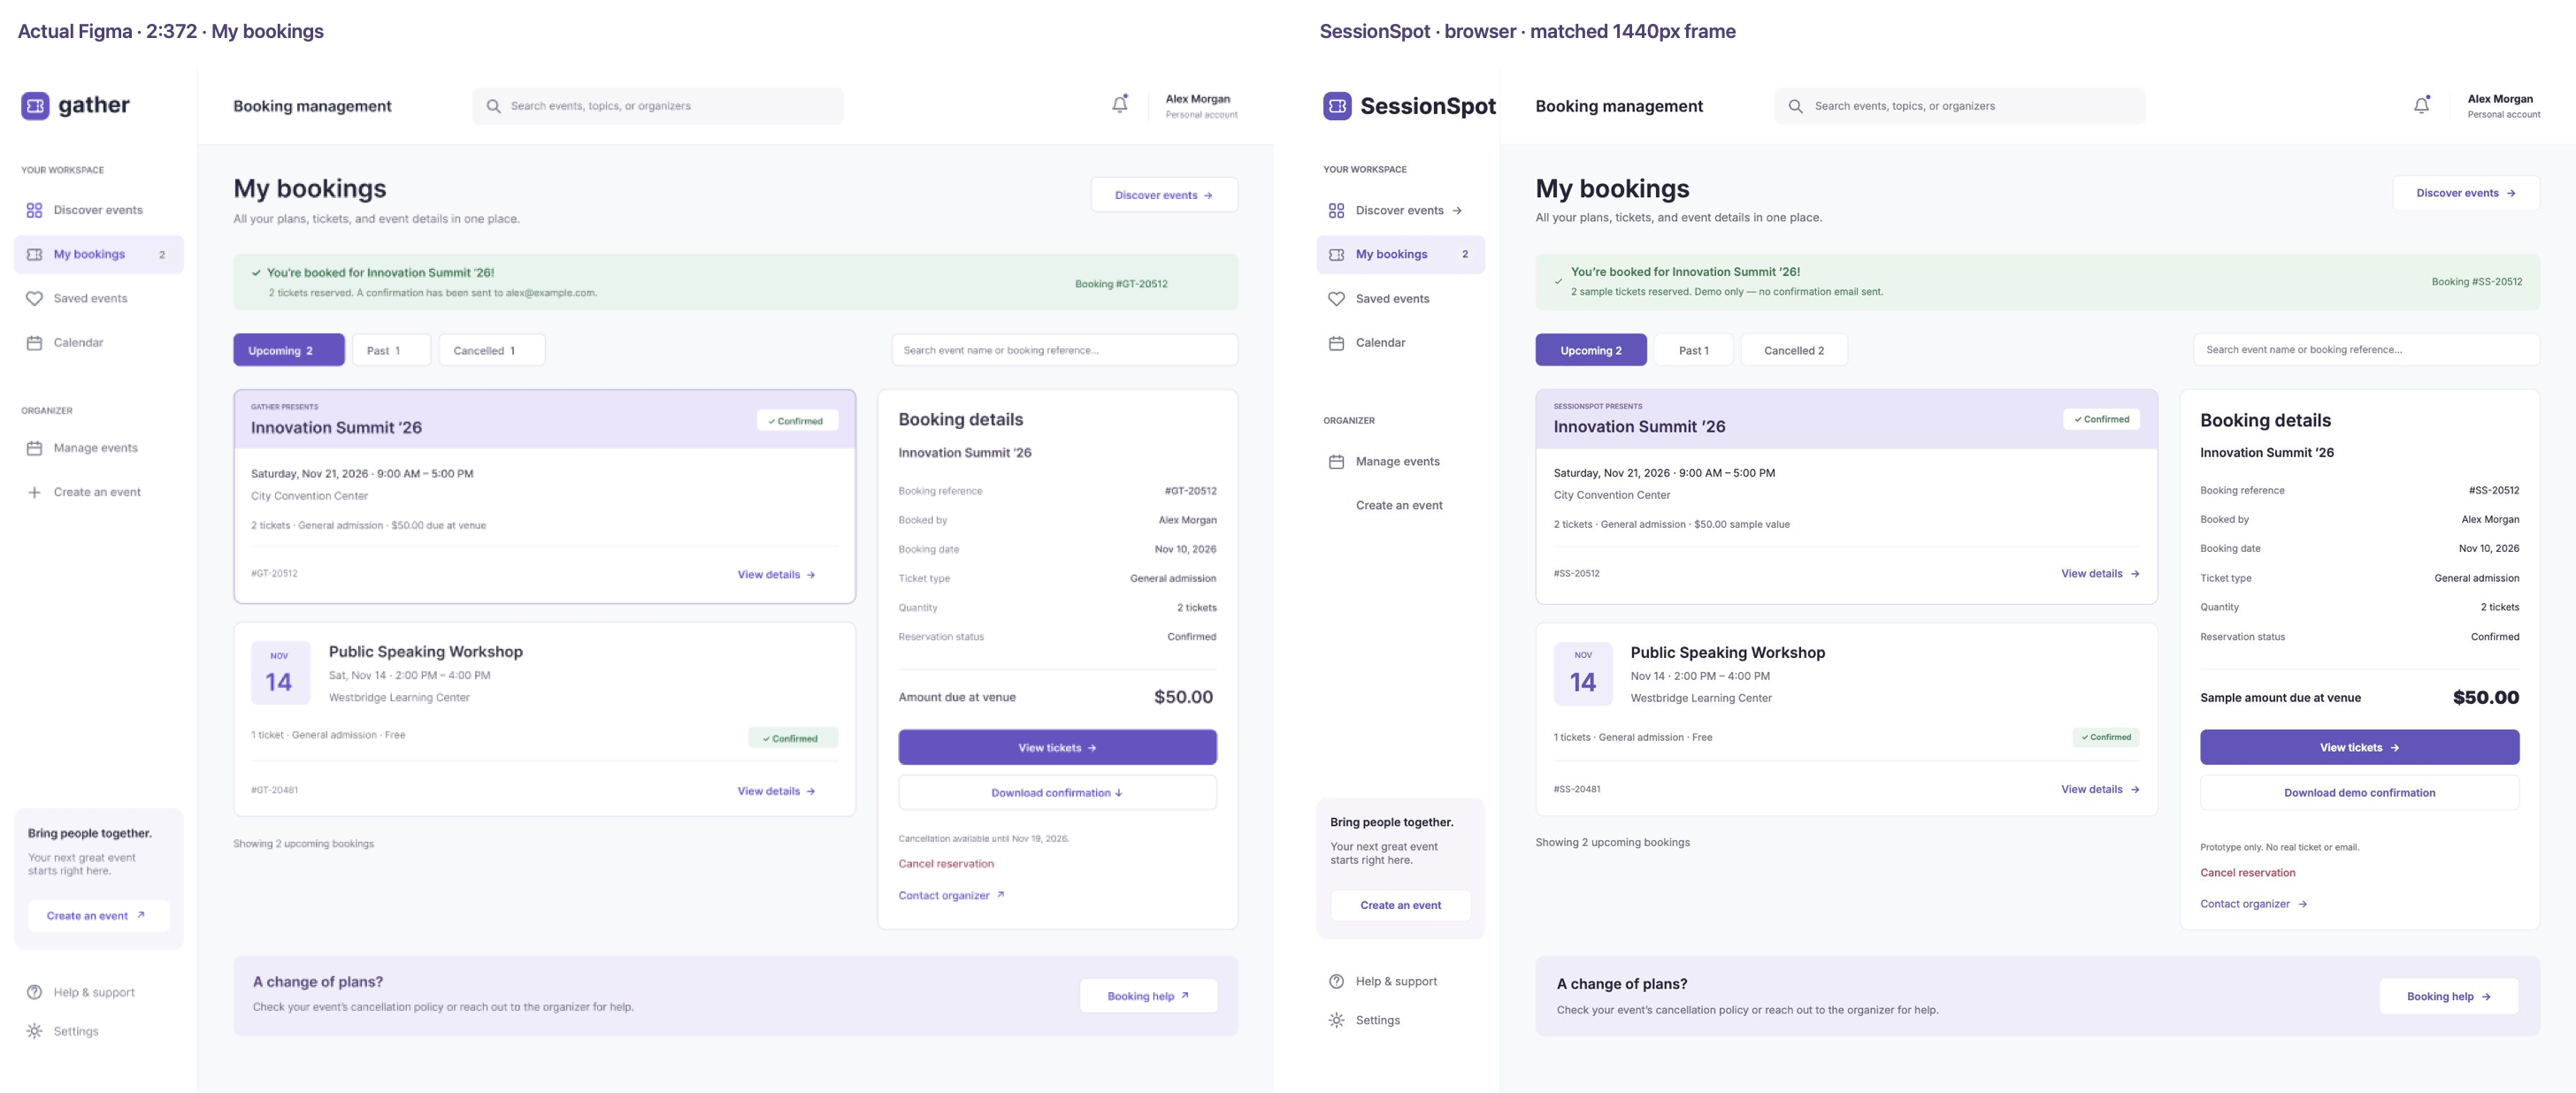 Actual Figma · 2:372 · My bookings
gather
YOUR WORKSPACE
Discover events
My bookings 2
Saved events
Calendar
ORGANIZER
Manage events
Create an event
Bring people together.
Your next great event
starts right here.
Create an event ↗
Help & support
Settings
Booking management
Search events, topics, or organizers
Alex Morgan
Personal account
My bookings
All your plans, tickets, and event details in one place.
Discover events →
✓ You're booked for Innovation Summit ’26!
2 tickets reserved. A confirmation has been sent to alex@example.com.
Booking #GT-20512
Upcoming 2
Past 1
Cancelled 1
Search event name or booking reference...
GATHER PRESENTS
Innovation Summit ’26
✓ Confirmed
Saturday, Nov 21, 2026 · 9:00 AM – 5:00 PM
City Convention Center
2 tickets · General admission · $50.00 due at venue
#GT-20512
View details →
NOV
14
Public Speaking Workshop
Sat, Nov 14 · 2:00 PM – 4:00 PM
Westbridge Learning Center
1 ticket · General admission · Free
✓ Confirmed
#GT-20481
View details →
Showing 2 upcoming bookings
Booking details
Innovation Summit ’26
Booking reference #GT-20512
Booked by Alex Morgan
Booking date Nov 10, 2026
Ticket type General admission
Quantity 2 tickets
Reservation status Confirmed
Amount due at venue $50.00
View tickets →
Download confirmation ↓
Cancellation available until Nov 19, 2026.
Cancel reservation
Contact organizer ↗
A change of plans?
Check your event’s cancellation policy or reach out to the organizer for help.
Booking help ↗
SessionSpot · browser · matched 1440px frame
SessionSpot
YOUR WORKSPACE
Discover events →
My bookings 2
Saved events
Calendar
ORGANIZER
Manage events
Create an event
Bring people together.
Your next great event
starts right here.
Create an event
Help & support
Settings
Booking management
Search events, topics, or organizers
Alex Morgan
Personal account
My bookings
All your plans, tickets, and event details in one place.
Discover events →
✓ You’re booked for Innovation Summit ’26!
2 sample tickets reserved. Demo only — no confirmation email sent.
Booking #SS-20512
Upcoming 2
Past 1
Cancelled 2
Search event name or booking reference...
SESSIONSPOT PRESENTS
Innovation Summit ’26
✓ Confirmed
Saturday, Nov 21, 2026 · 9:00 AM – 5:00 PM
City Convention Center
2 tickets · General admission · $50.00 sample value
#SS-20512
View details →
NOV
14
Public Speaking Workshop
Nov 14 · 2:00 PM – 4:00 PM
Westbridge Learning Center
1 tickets · General admission · Free
✓ Confirmed
#SS-20481
View details →
Showing 2 upcoming bookings
Booking details
Innovation Summit ’26
Booking reference #SS-20512
Booked by Alex Morgan
Booking date Nov 10, 2026
Ticket type General admission
Quantity 2 tickets
Reservation status Confirmed
Sample amount due at venue $50.00
View tickets →
Download demo confirmation
Prototype only. No real ticket or email.
Cancel reservation
Contact organizer →
A change of plans?
Check your event’s cancellation policy or reach out to the organizer for help.
Booking help →